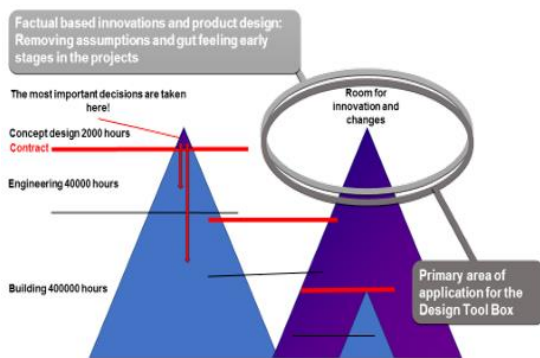 Factual based innovations and product design:
Removing assumptions and gut feeling early
stages in the projects
The most important decisions are taken
here!
Room for
innovation and
changes
Concept design 2000 hours
Contract
Engineering 40000 hours
Building 400000 hours
Primary area of
application for the
Design Tool Box